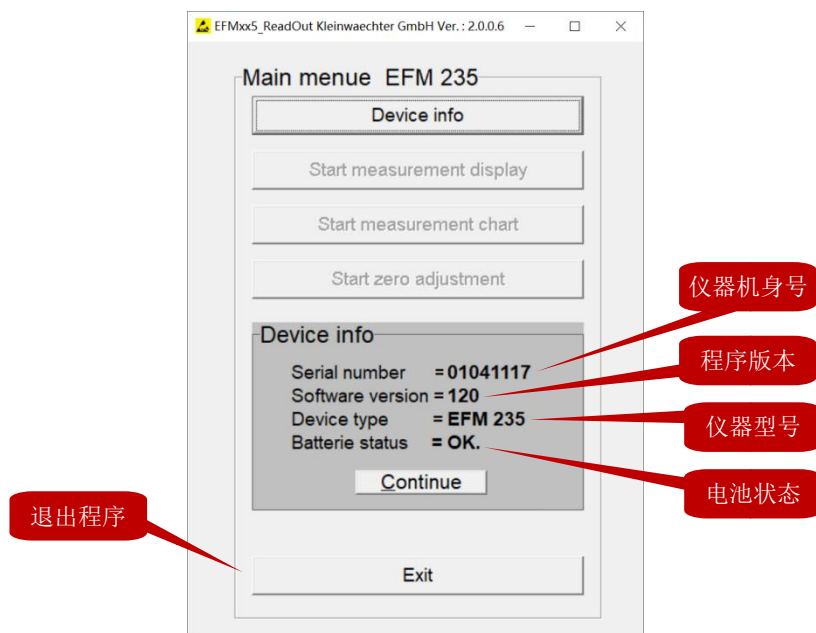 EFMxx5_ReadOut Kleinwaechter GmbH Ver. : 2.0.0.6
Main menue EFM 235
Device info
Start measurement display
Start measurement chart
Start zero adjustment
仪器机身号
Device info
Serial number = 01041117
程序版本
Software version = 120
Device type = EFM 235
仪器型号
Batterie status = OK.
Continue
电池状态
退出程序
Exit